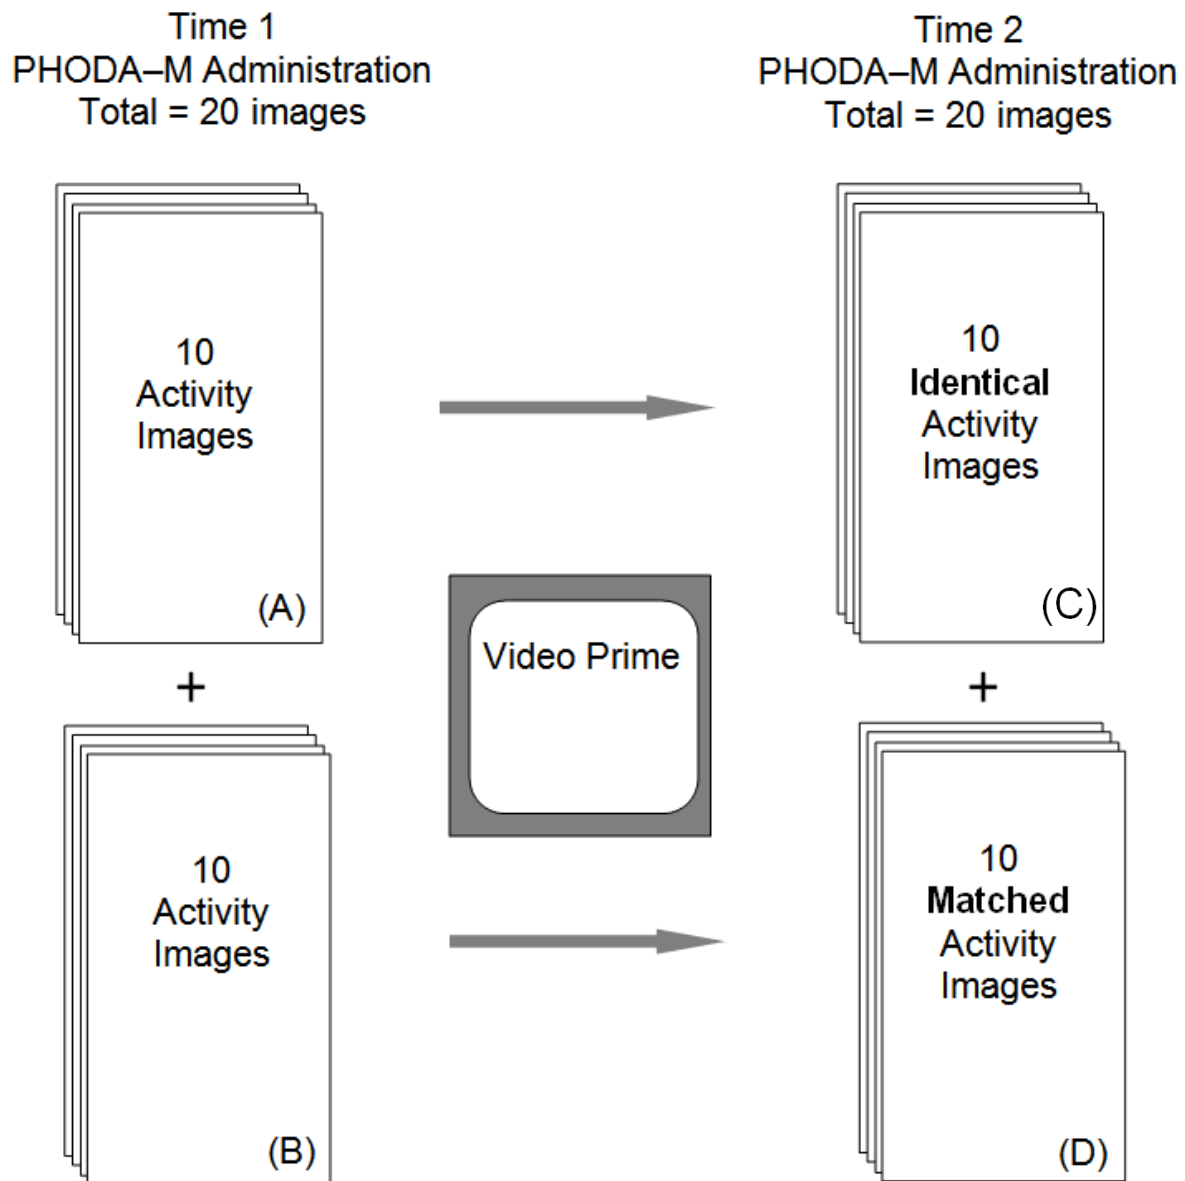 Time 1
PHODA–M Administration
Total = 20 images
Time 2
PHODA–M Administration
Total = 20 images
10
Activity
Images
(A)
10
Identical
Activity
Images
(C)
+
Video Prime
+
10
Activity
Images
(B)
10
Matched
Activity
Images
(D)